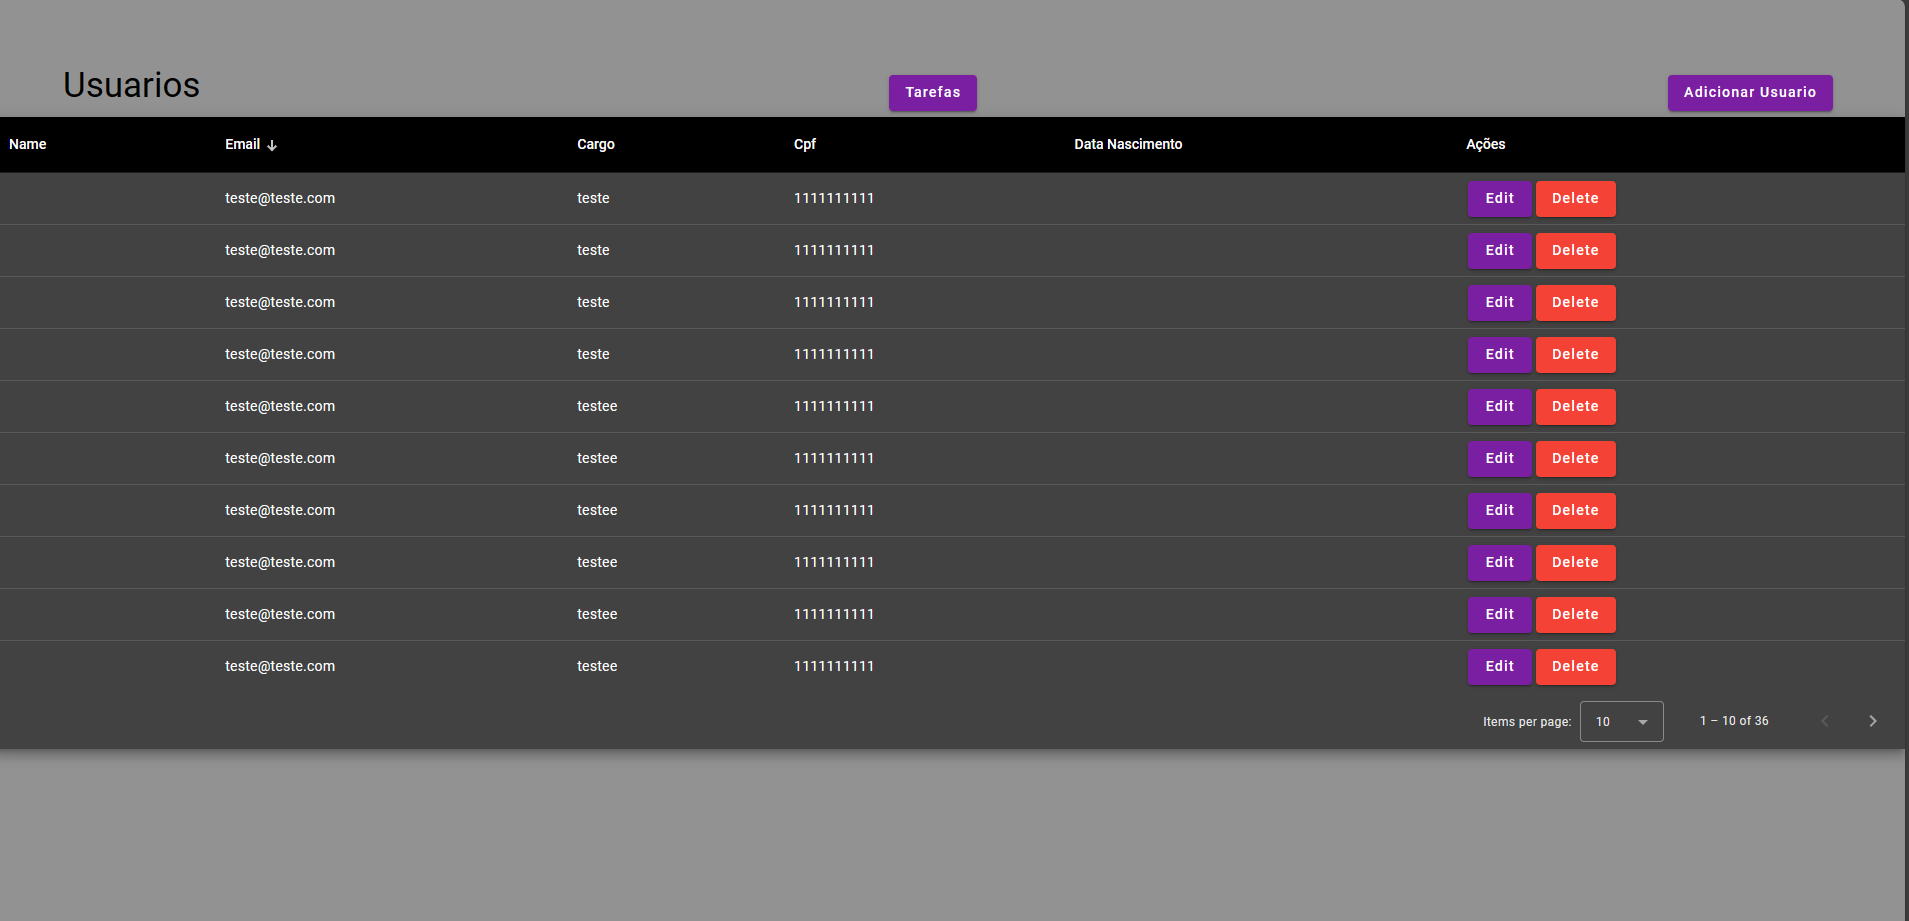 Usuarios
Tarefas
Adicionar Usuario
Name Email Cargo Cpf Data Nascimento Ações
teste@teste.com teste 1111111111 Edit Delete
teste@teste.com teste 1111111111 Edit Delete
teste@teste.com teste 1111111111 Edit Delete
teste@teste.com teste 1111111111 Edit Delete
teste@teste.com testee 1111111111 Edit Delete
teste@teste.com testee 1111111111 Edit Delete
teste@teste.com testee 1111111111 Edit Delete
teste@teste.com testee 1111111111 Edit Delete
teste@teste.com testee 1111111111 Edit Delete
teste@teste.com testee 1111111111 Edit Delete
Items per page: 10 1 – 10 of 36